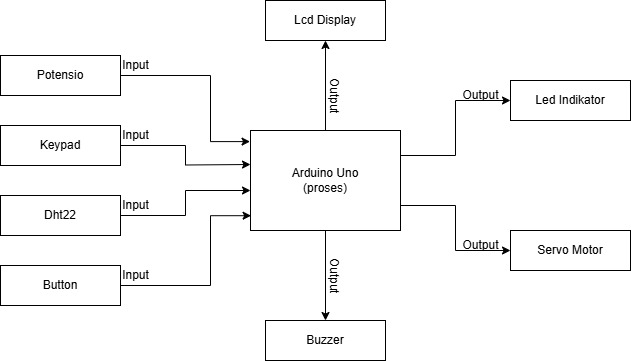 Lcd Display
Potensio
Input
Output
Output
Led Indikator
Keypad
Input
Arduino Uno
(proses)
Dht22
Input
Output
Servo Motor
Button
Input
Output
Buzzer